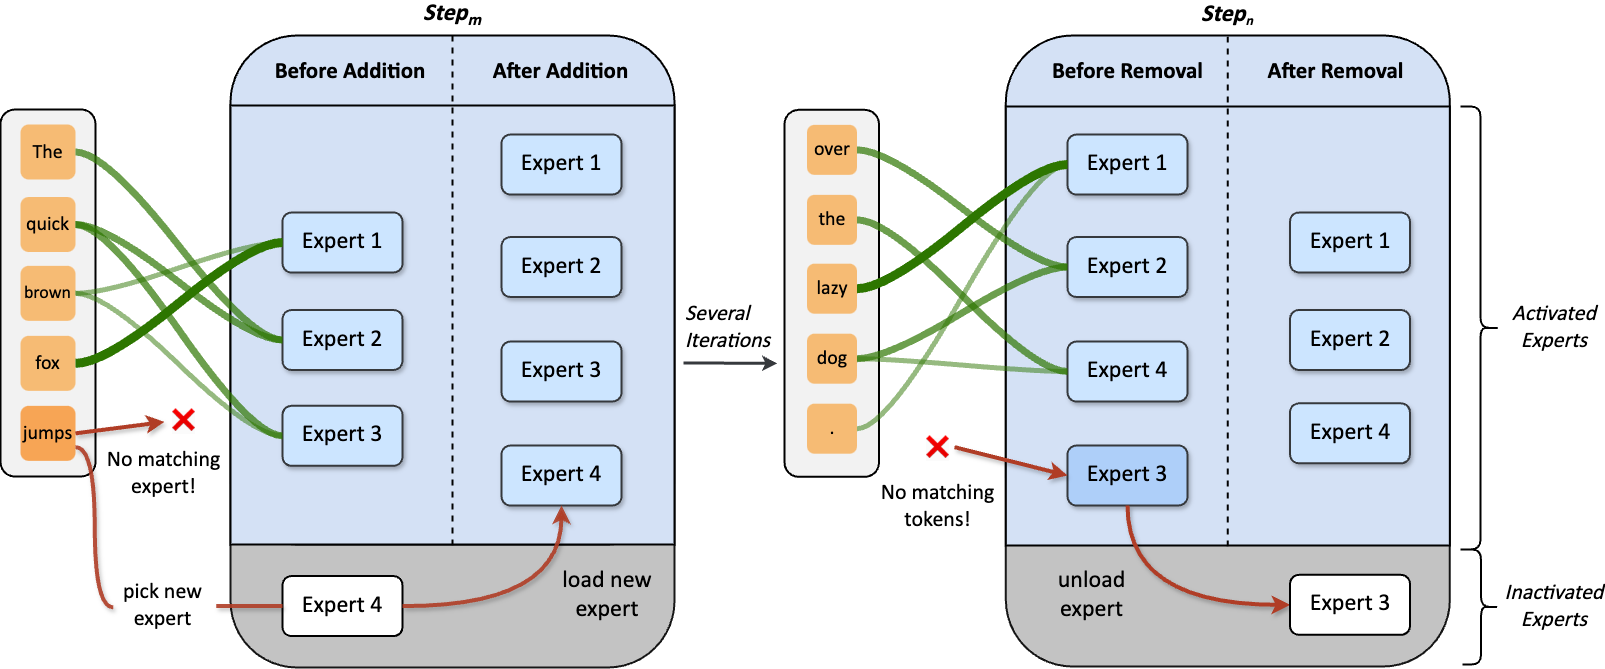 Stepm
Before Addition
After Addition
The
quick
brown
fox
jumps
No matching
expert!
pick new
expert
Expert 1
Expert 2
Expert 3
Expert 4
Expert 1
Expert 2
Expert 3
Expert 4
load new
expert
Several
Iterations
Stepn
Before Removal
After Removal
over
the
lazy
dog
.
No matching
tokens!
Expert 1
Expert 2
Expert 4
Expert 3
unload
expert
Expert 1
Expert 2
Expert 4
Expert 3
Activated
Experts
Inactivated
Experts